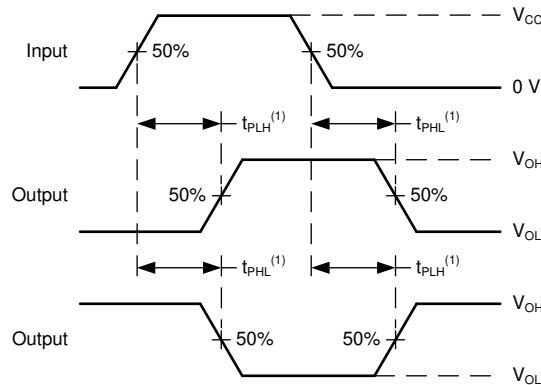 V_CC
Input
50%
50%
0 V
t_PLH^(1)
t_PHL^(1)
V_OH
Output
50%
50%
V_OL
t_PHL^(1)
t_PLH^(1)
V_OH
Output
50%
50%
V_OL